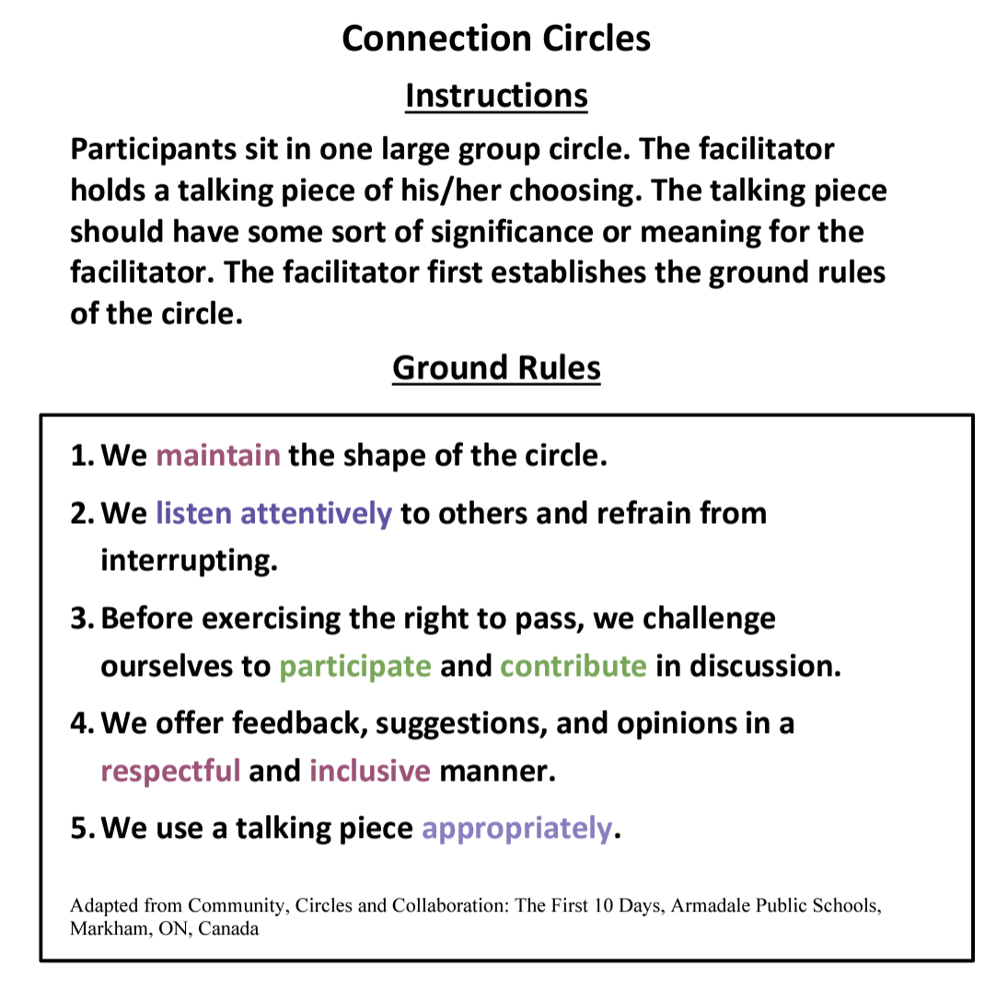 Connection Circles
Instructions
Participants sit in one large group circle. The facilitator
holds a talking piece of his/her choosing. The talking piece
should have some sort of significance or meaning for the
facilitator. The facilitator first establishes the ground rules
of the circle.
Ground Rules
1. We maintain the shape of the circle.
2. We listen attentively to others and refrain from
interrupting.
3. Before exercising the right to pass, we challenge
ourselves to participate and contribute in discussion.
4. We offer feedback, suggestions, and opinions in a
respectful and inclusive manner.
5. We use a talking piece appropriately.
Adapted from Community, Circles and Collaboration: The First 10 Days, Armadale Public Schools,
Markham, ON, Canada